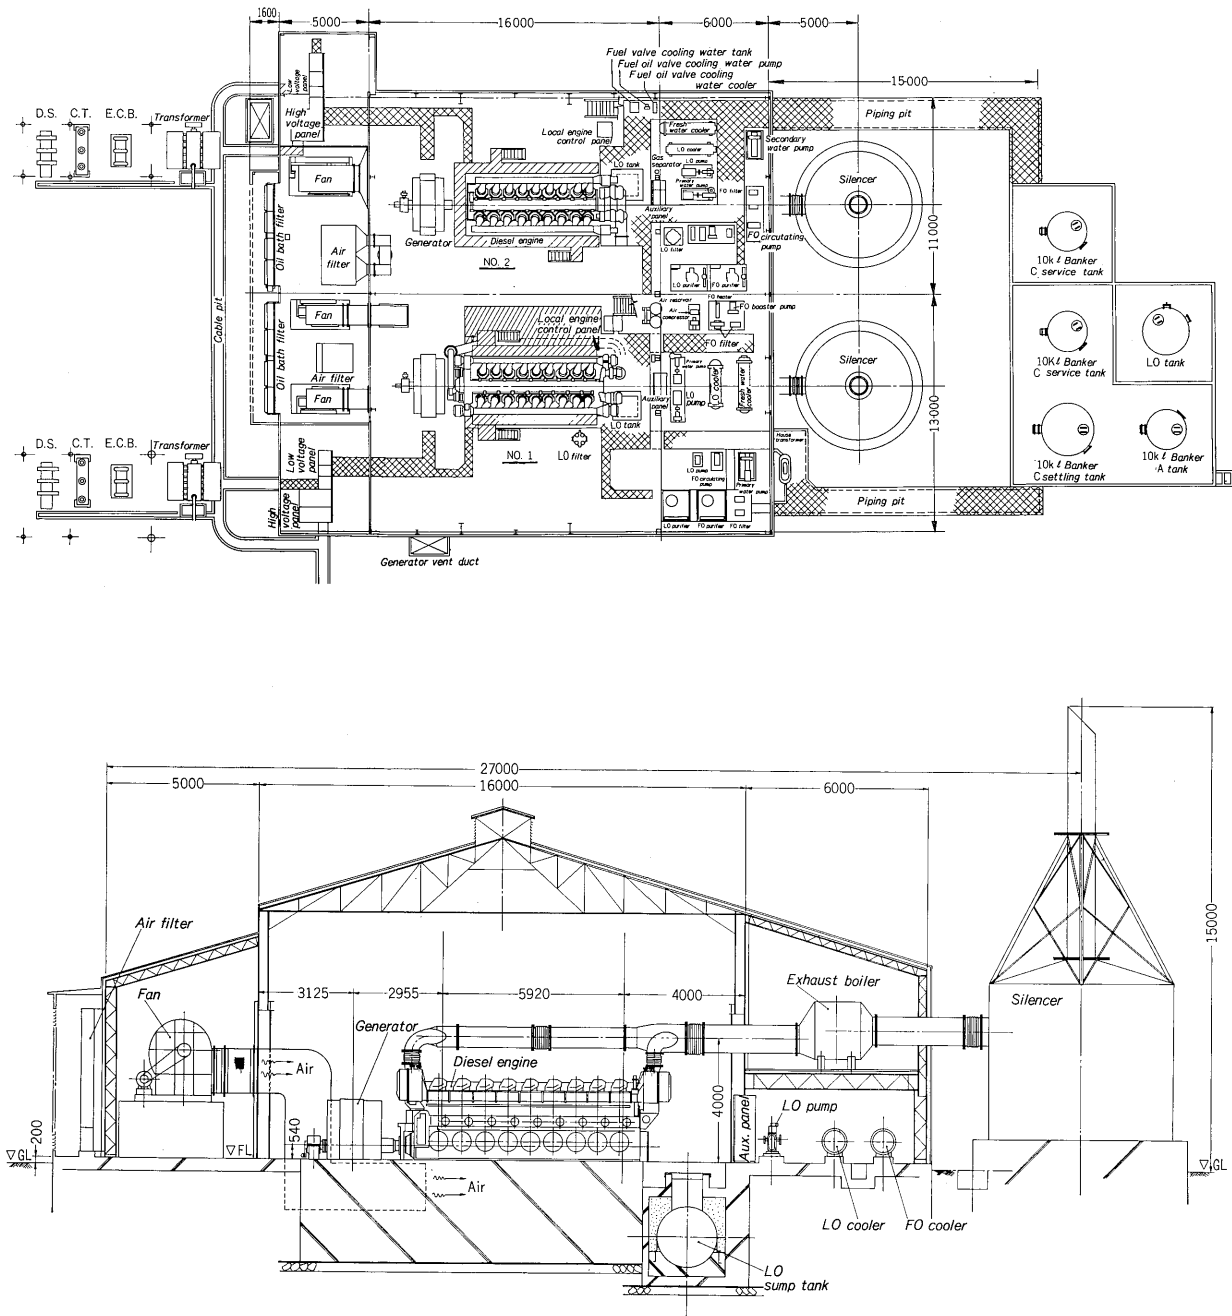 1600
5000
16000
6000
5000
15000
Fuel valve cooling water tank
Fuel oil valve cooling water pump
Fuel oil valve cooling
water cooler
D.S.
C.T.
E.C.B.
Transformer
Low
voltage
panel
High
voltage
panel
Fan
Local engine
control panel
Fresh
water cooler
LO cooler
LO pump
Primary
water pump
Gas
separator
LO tank
Auxiliary
panel
FO filter
Secondary
water pump
Piping pit
Silencer
11000
Oil bath filter
Air
filter
Generator
Diesel engine
NO. 2
LO filter
FO circutating
pump
LO purifier
FO purifier
10k ℓ Banker
C service tank
Cable pit
Fan
Oil bath filter
Air filter
Fan
Local engine
control panel
Air reservoir
Air
compressor
FO heater
FO booster pump
FO filter
Primary
water pump
Auxiliary
panel
LO
pump
LO cooler
Fresh water
cooler
Silencer
13000
10Kℓ Banker
C service tank
LO tank
LO tank
NO. 1
LO filter
House
transformer
10k ℓ Banker
C settling tank
10k ℓ Banker
A tank
D.S.
C.T.
E.C.B.
Transformer
Low voltage
panel
High
voltage
panel
LO pump
FO circulating
pump
Primary
water pump
LO purifier
FO purifier
FO filter
Piping pit
Generator vent duct
27000
5000
16000
6000
15000
Air filter
Fan
3125
2955
5920
4000
Exhaust boiler
Silencer
Generator
Air
Diesel engine
4000
LO pump
Aux. panel
200
GL
FL
540
GL
Air
LO cooler
FO cooler
LO
sump tank